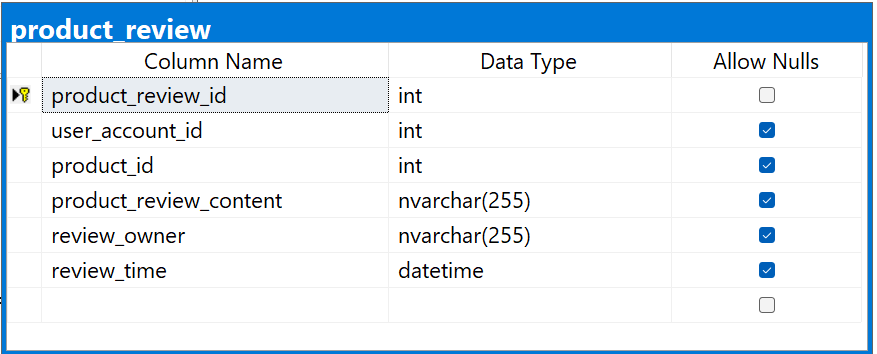 product_review
Column Name Data Type Allow Nulls
product_review_id int
user_account_id int
product_id int
product_review_content nvarchar(255)
review_owner nvarchar(255)
review_time datetime